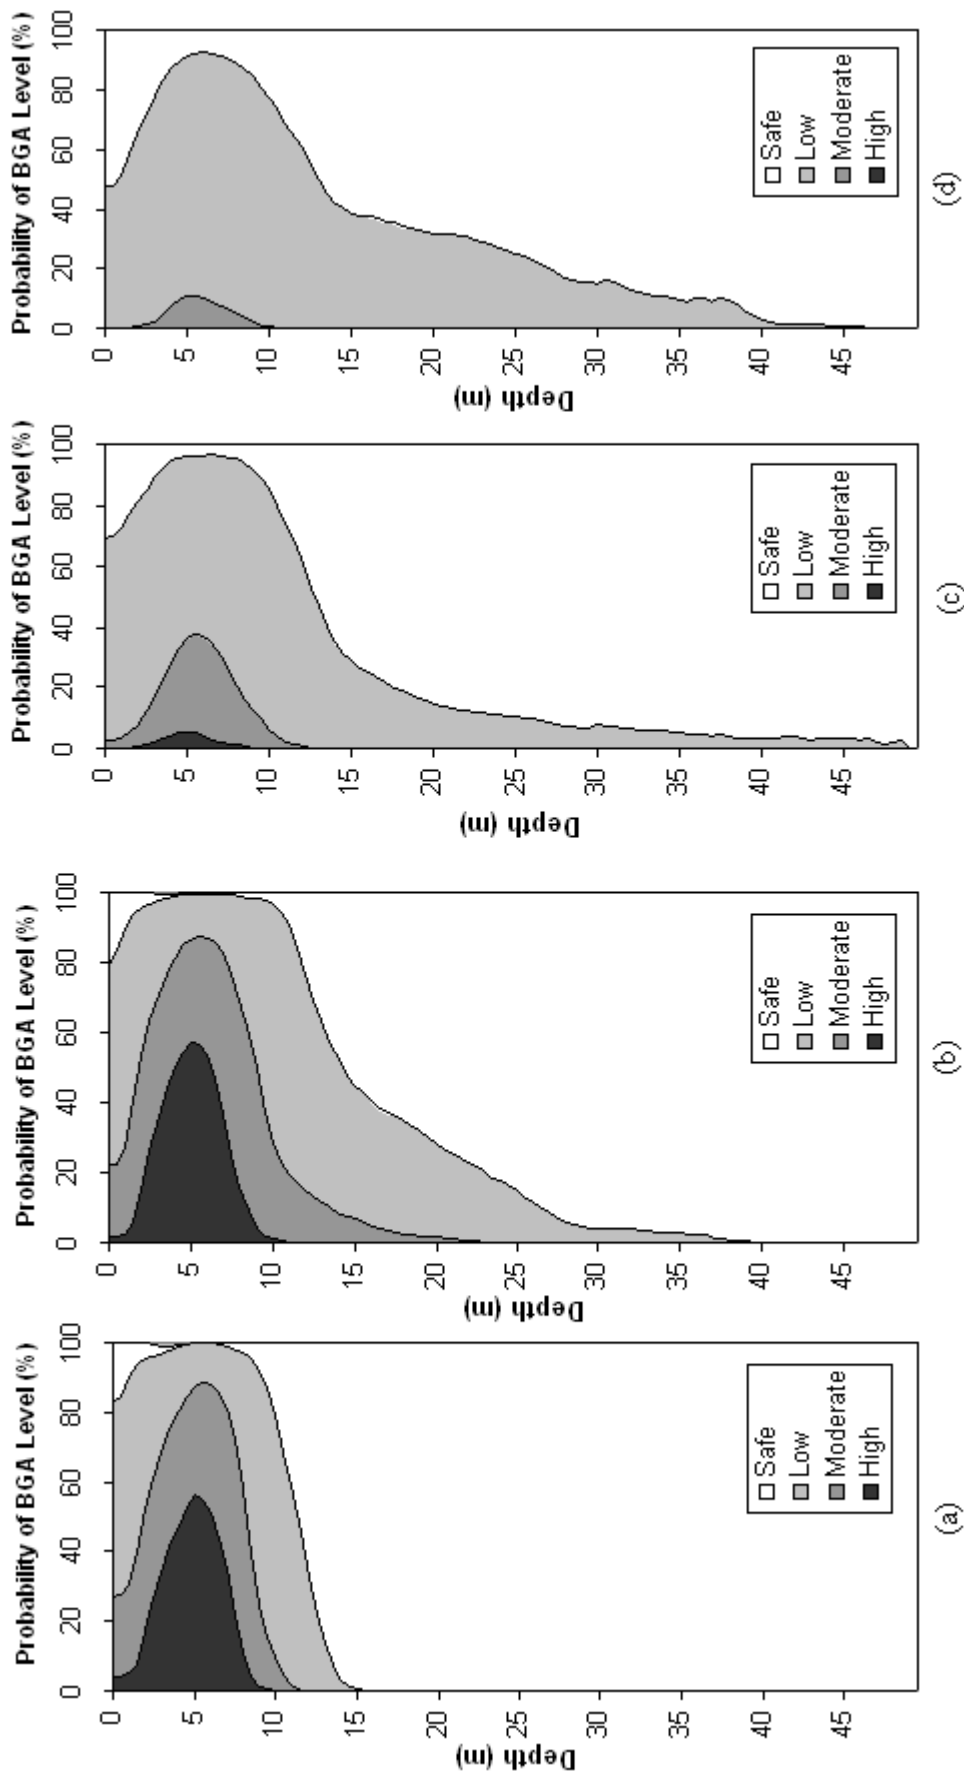 Probability of BGA Level (%)
0 20 40 60 80 100
0
5
10
15
20
25
30
35
40
45
Depth (m)
Safe
Low
Moderate
High
(a)
Probability of BGA Level (%)
0 20 40 60 80 100
0
5
10
15
20
25
30
35
40
45
Depth (m)
Safe
Low
Moderate
High
(b)
Probability of BGA Level (%)
0 20 40 60 80 100
0
5
10
15
20
25
30
35
40
45
Depth (m)
Safe
Low
Moderate
High
(c)
Probability of BGA Level (%)
0 20 40 60 80 100
0
5
10
15
20
25
30
35
40
45
Depth (m)
Safe
Low
Moderate
High
(d)